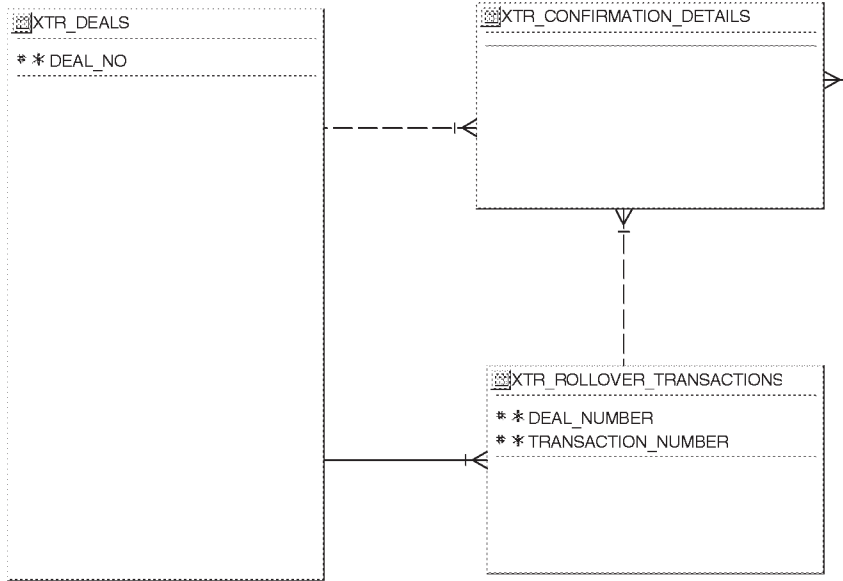 XTR_DEALS
# * DEAL_NO
XTR_CONFIRMATION_DETAILS
XTR_ROLLOVER_TRANSACTIONS
# * DEAL_NUMBER
# * TRANSACTION_NUMBER